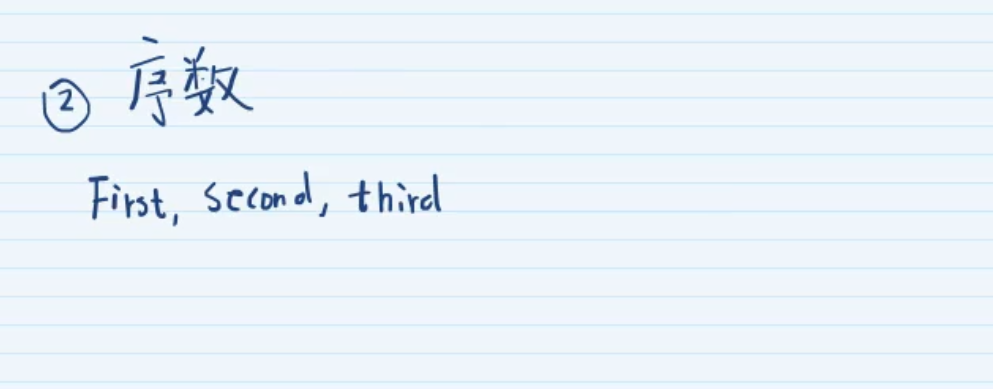 ② 序数
First, second, third